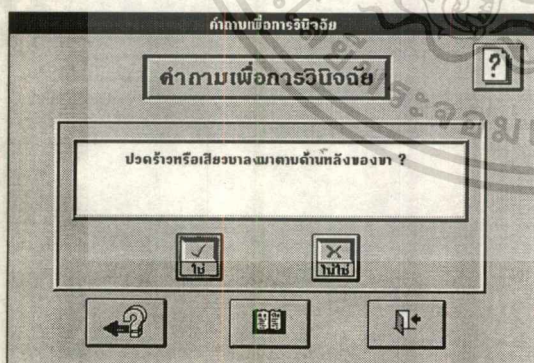 คำถามเพื่อการวินิจฉัย
คำถามเพื่อการวินิจฉัย
?
ปวดร้าวหรือเสียวมาลงมาตามด้านหลังของขา ?
ใช่
ไม่ใช่